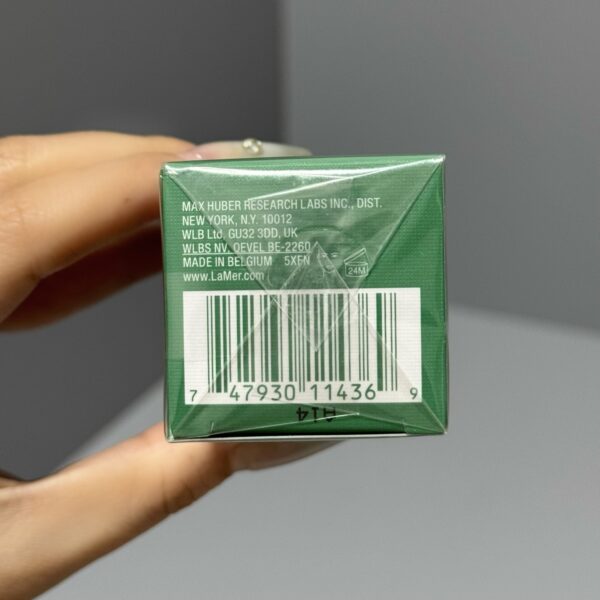 MAX HUBER RESEARCH LABS INC., DIST.
NEW YORK, N.Y. 10012
WLB Ltd. GU32 3DD, UK
WLBS NV. OEVEL BE-2260
MADE IN BELGIUM 5XFN
www.LaMer.com
24M
7 47930 11436 9
A14